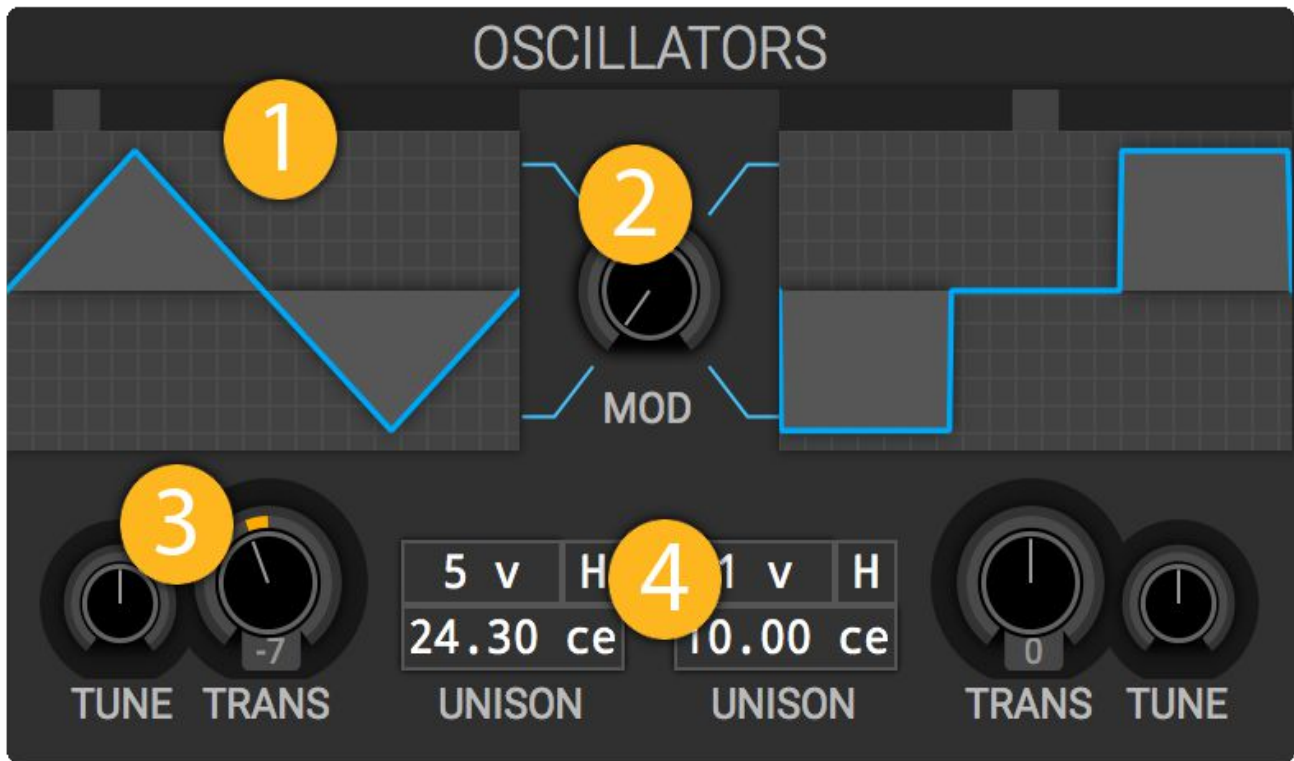 OSCILLATORS
1
2
MOD
3
4
5 v H 1 v H
24.30 ce 10.00 ce
-7 0
TUNE TRANS UNISON UNISON TRANS TUNE